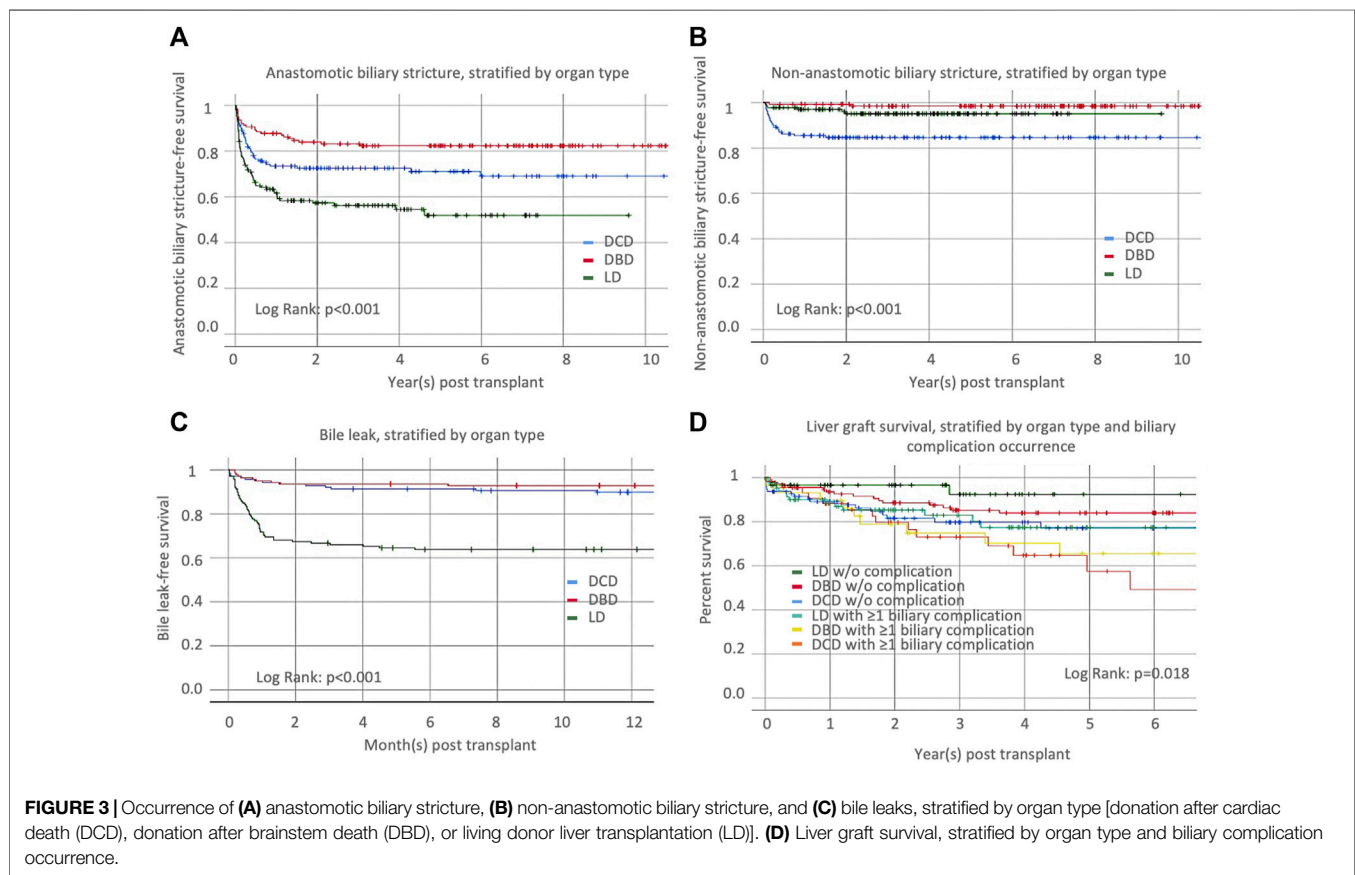 A
Anastomotic biliary stricture, stratified by organ type
Anastomotic biliary stricture-free survival
1
0.8
0.6
0.4
0.2
0.0
DCD
DBD
LD
Log Rank: p<0.001
0 2 4 6 8 10
Year(s) post transplant
B
Non-anastomotic biliary stricture, stratified by organ type
Non-anastomotic biliary stricture-free survival
1
0.8
0.6
0.4
0.2
0.0
DCD
DBD
LD
Log Rank: p<0.001
0 2 4 6 8 10
Year(s) post transplant
C
Bile leak, stratified by organ type
Bile leak-free survival
1
0.8
0.6
0.4
0.2
0.0
DCD
DBD
LD
Log Rank: p<0.001
0 2 4 6 8 10 12
Month(s) post transplant
D
Liver graft survival, stratified by organ type and biliary
complication occurrence
Percent survival
1
0.8
0.6
0.4
0.2
0.0
LD w/o complication
DBD w/o complication
DCD w/o complication
LD with ≥1 biliary complication
DBD with ≥1 biliary complication
DCD with ≥1 biliary complication
Log Rank: p=0.018
0 1 2 3 4 5 6
Year(s) post transplant
FIGURE 3 | Occurrence of (A) anastomotic biliary stricture, (B) non-anastomotic biliary stricture, and (C) bile leaks, stratified by organ type [donation after cardiac
death (DCD), donation after brainstem death (DBD), or living donor liver transplantation (LD)]. (D) Liver graft survival, stratified by organ type and biliary complication
occurrence.